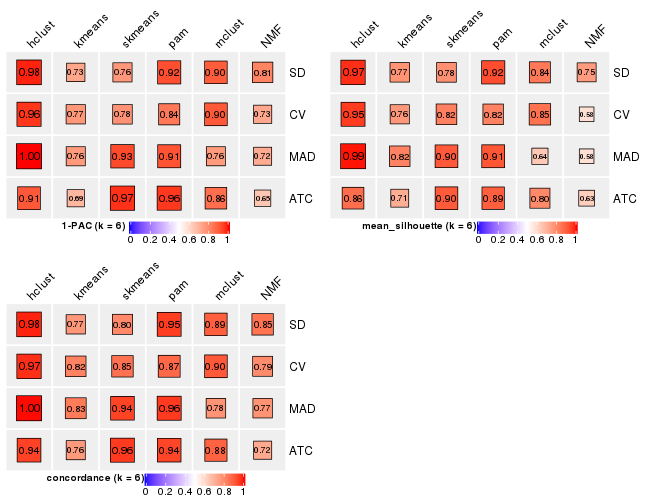 hclust kmeans skmeans pam mclust NMF
0.98 0.73 0.76 0.92 0.90 0.81 SD
0.96 0.77 0.78 0.84 0.90 0.73 CV
1.00 0.76 0.93 0.91 0.76 0.72 MAD
0.91 0.69 0.97 0.96 0.86 0.65 ATC
1-PAC (k = 6)
0 0.2 0.4 0.6 0.8 1
hclust kmeans skmeans pam mclust NMF
0.97 0.77 0.78 0.92 0.84 0.75 SD
0.95 0.76 0.82 0.82 0.85 0.58 CV
0.99 0.82 0.90 0.91 0.64 0.58 MAD
0.86 0.71 0.90 0.89 0.80 0.63 ATC
mean_silhouette (k = 6)
0 0.2 0.4 0.6 0.8 1
hclust kmeans skmeans pam mclust NMF
0.98 0.77 0.80 0.95 0.89 0.85 SD
0.97 0.82 0.85 0.87 0.90 0.79 CV
1.00 0.83 0.94 0.96 0.78 0.77 MAD
0.94 0.76 0.96 0.94 0.88 0.72 ATC
concordance (k = 6)
0 0.2 0.4 0.6 0.8 1